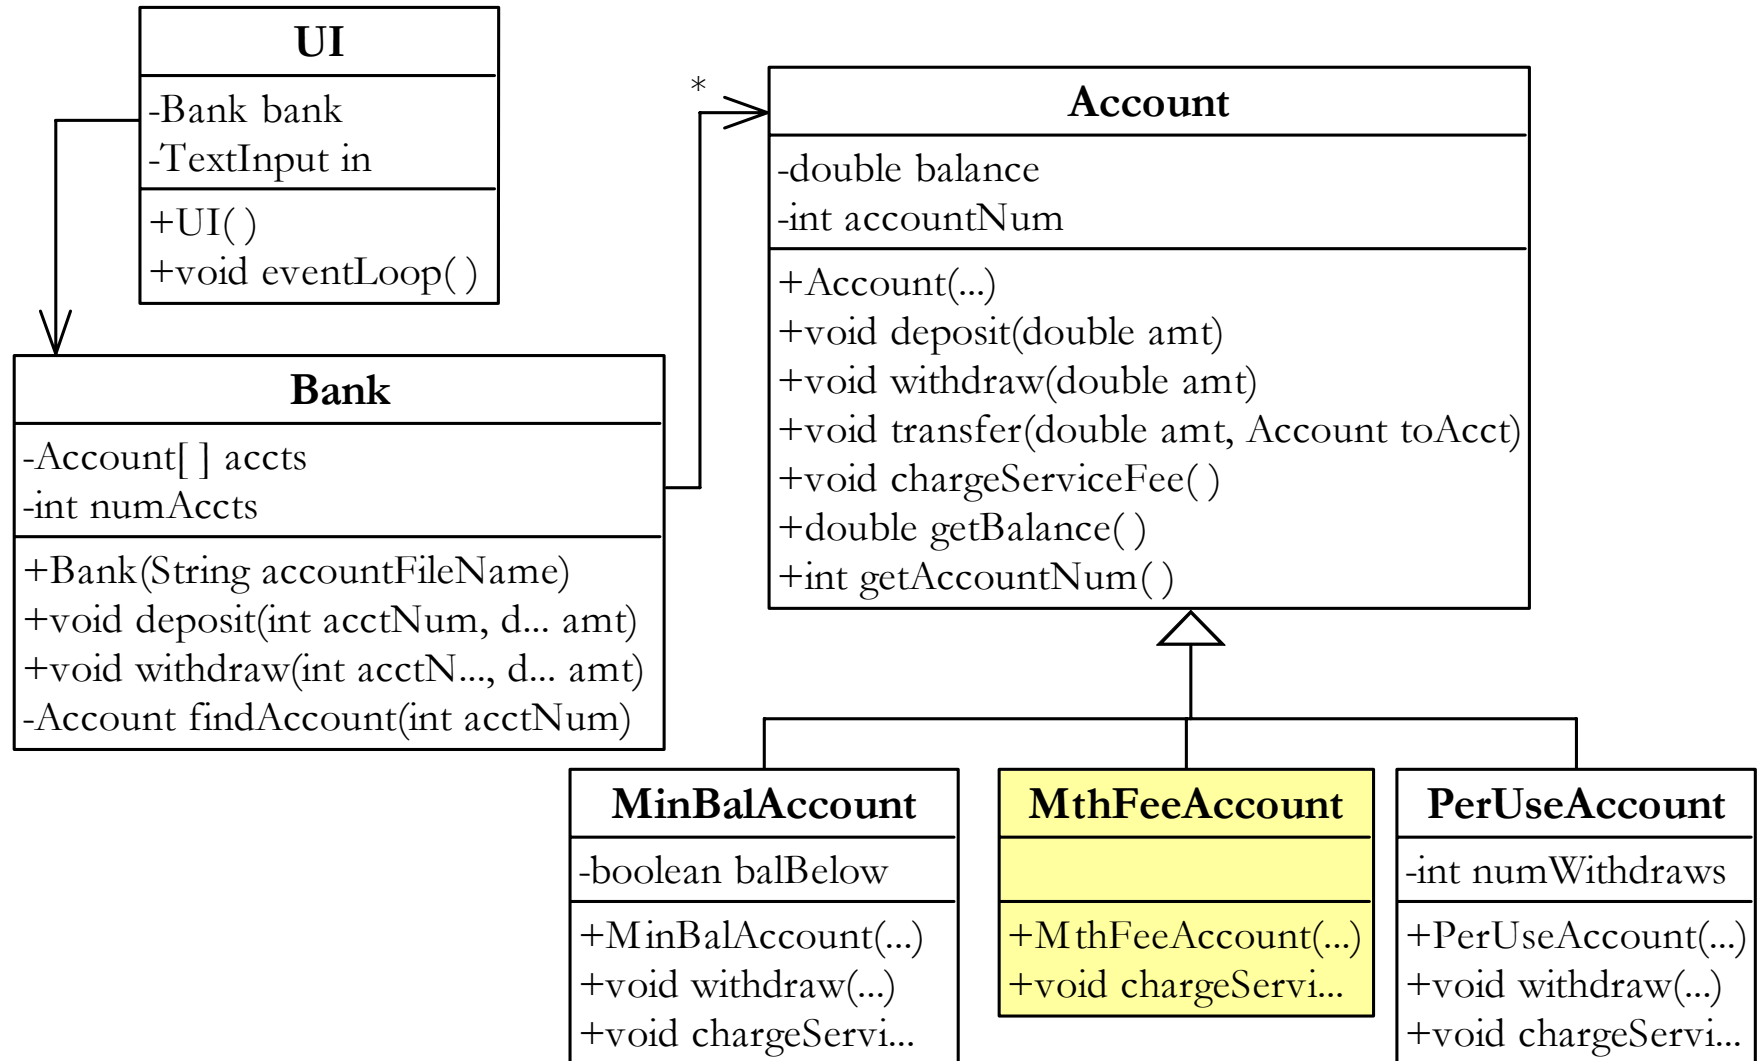 UI
-Bank bank
-TextInput in
+UI( )
+void eventLoop( )
*
Account
-double balance
-int accountNum
+Account(...)
+void deposit(double amt)
+void withdraw(double amt)
+void transfer(double amt, Account toAcct)
+void chargeServiceFee( )
+double getBalance( )
+int getAccountNum( )
Bank
-Account[ ] accts
-int numAccts
+Bank(String accountFileName)
+void deposit(int acctNum, d... amt)
+void withdraw(int acctN..., d... amt)
-Account findAccount(int acctNum)
MinBalAccount
-boolean balBelow
+MinBalAccount(...)
+void withdraw(...)
+void chargeServi...
MthFeeAccount
+MthFeeAccount(...)
+void chargeServi...
PerUseAccount
-int numWithdraws
+PerUseAccount(...)
+void withdraw(...)
+void chargeServi...